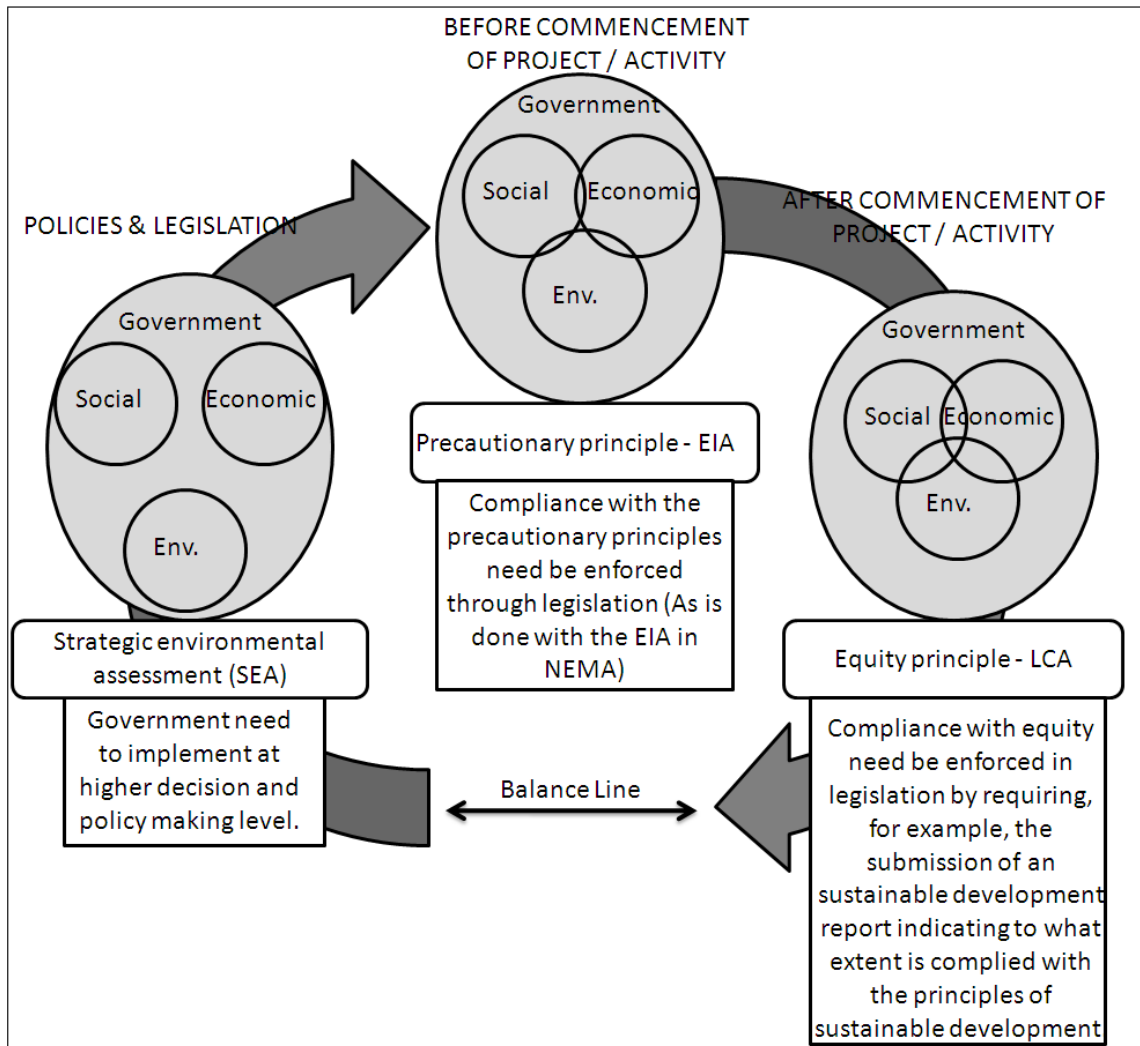 POLICIES & LEGISLATION
Government
Social
Economic
Env.
Strategic environmental
assessment (SEA)
Government need
to implement at
higher decision and
policy making level.
BEFORE COMMENCEMENT
OF PROJECT / ACTIVITY
Government
Social
Economic
Env.
Precautionary principle - EIA
Compliance with the
precautionary principles
need be enforced
through legislation (As is
done with the EIA in
NEMA)
AFTER COMMENCEMENT OF
PROJECT / ACTIVITY
Government
Social
Economic
Env.
Equity principle - LCA
Compliance with equity
need be enforced in
legislation by requiring,
for example, the
submission of an
sustainable development
report indicating to what
extent is complied with
the principles of
sustainable development
Balance Line